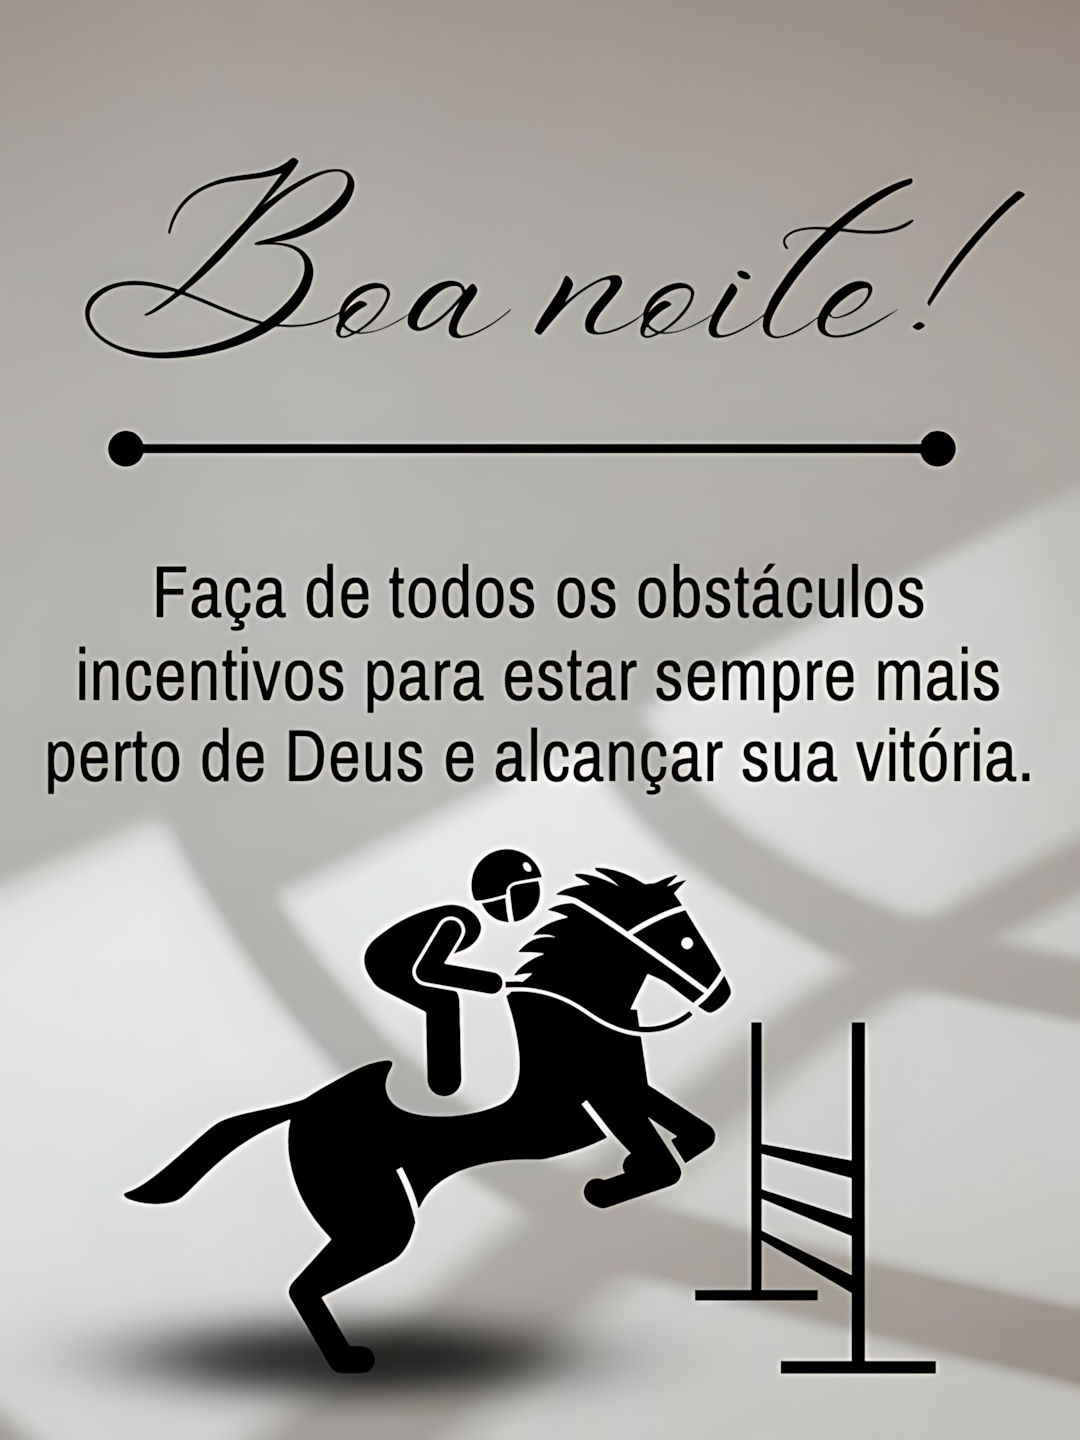 Boa noite!
Faça de todos os obstáculos
incentivos para estar sempre mais
perto de Deus e alcançar sua vitória.